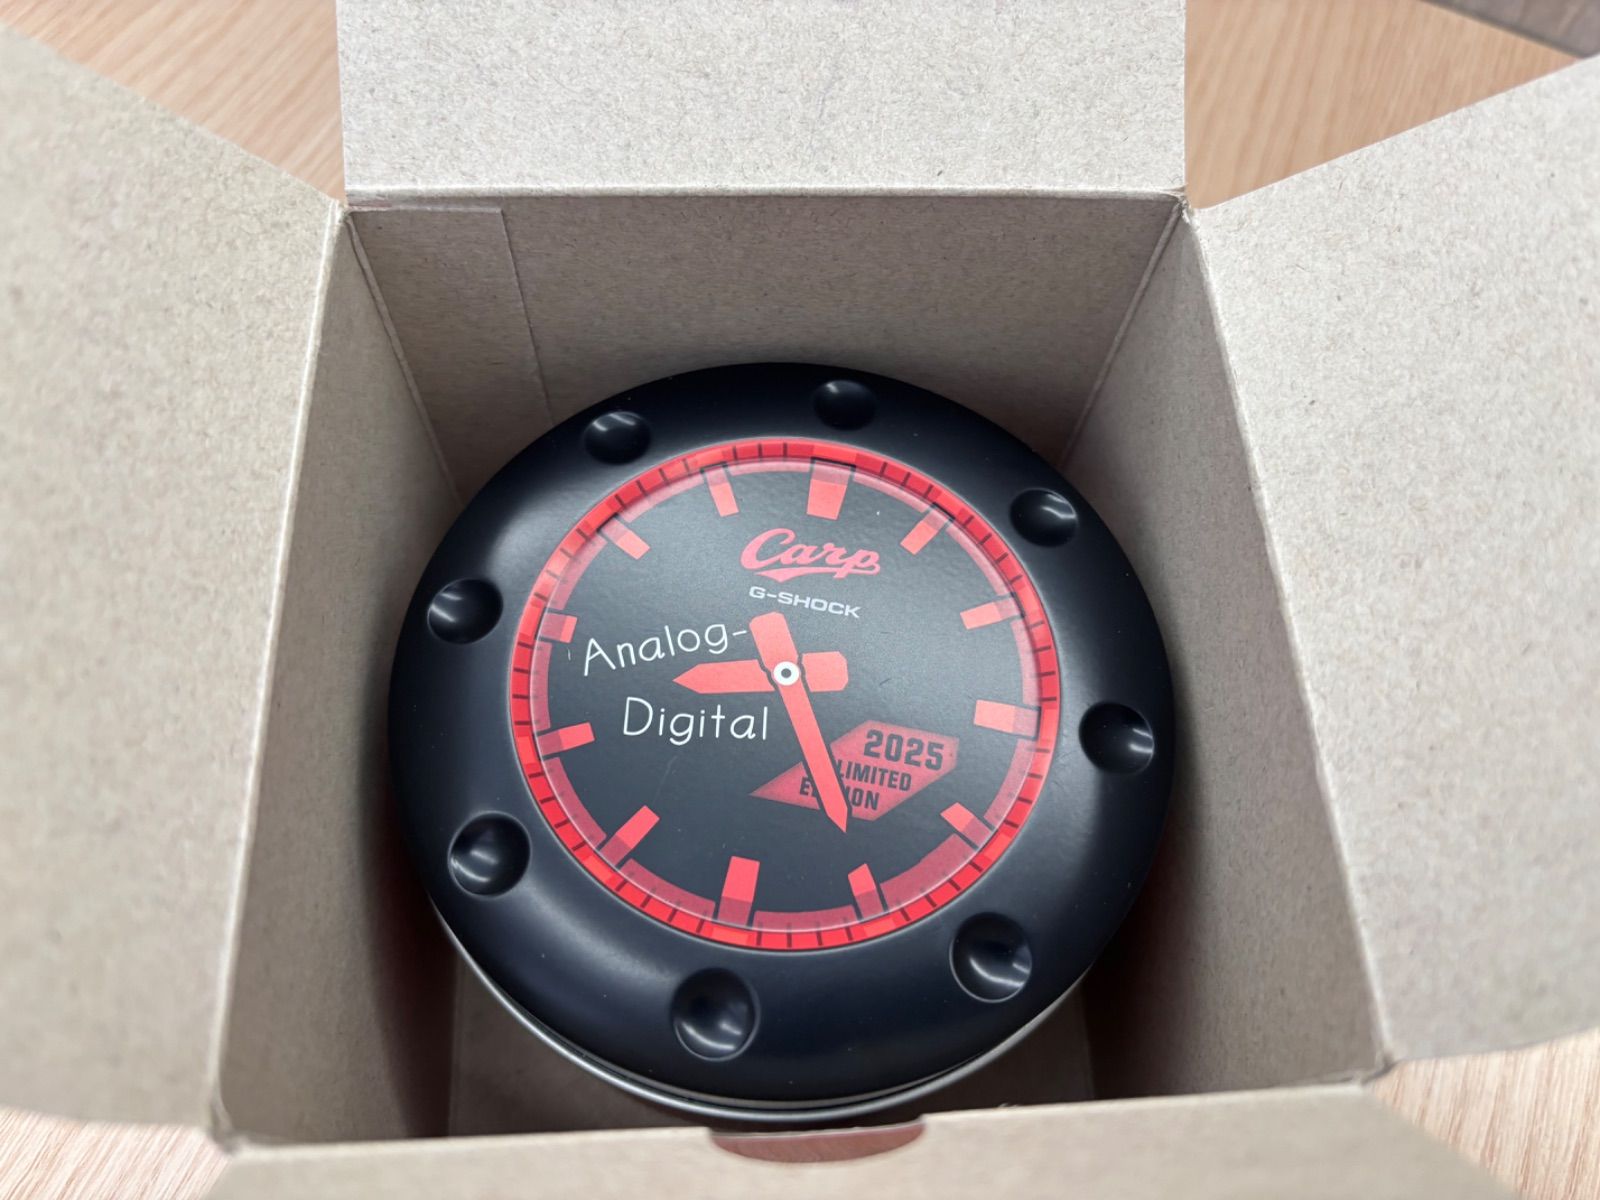 Carp
G-SHOCK
Analog-
Digital
2025
LIMITED